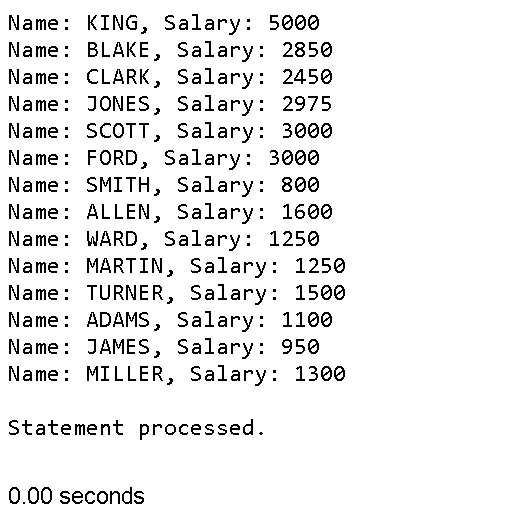 Name: KING, Salary: 5000
Name: BLAKE, Salary: 2850
Name: CLARK, Salary: 2450
Name: JONES, Salary: 2975
Name: SCOTT, Salary: 3000
Name: FORD, Salary: 3000
Name: SMITH, Salary: 800
Name: ALLEN, Salary: 1600
Name: WARD, Salary: 1250
Name: MARTIN, Salary: 1250
Name: TURNER, Salary: 1500
Name: ADAMS, Salary: 1100
Name: JAMES, Salary: 950
Name: MILLER, Salary: 1300
Statement processed.
0.00 seconds